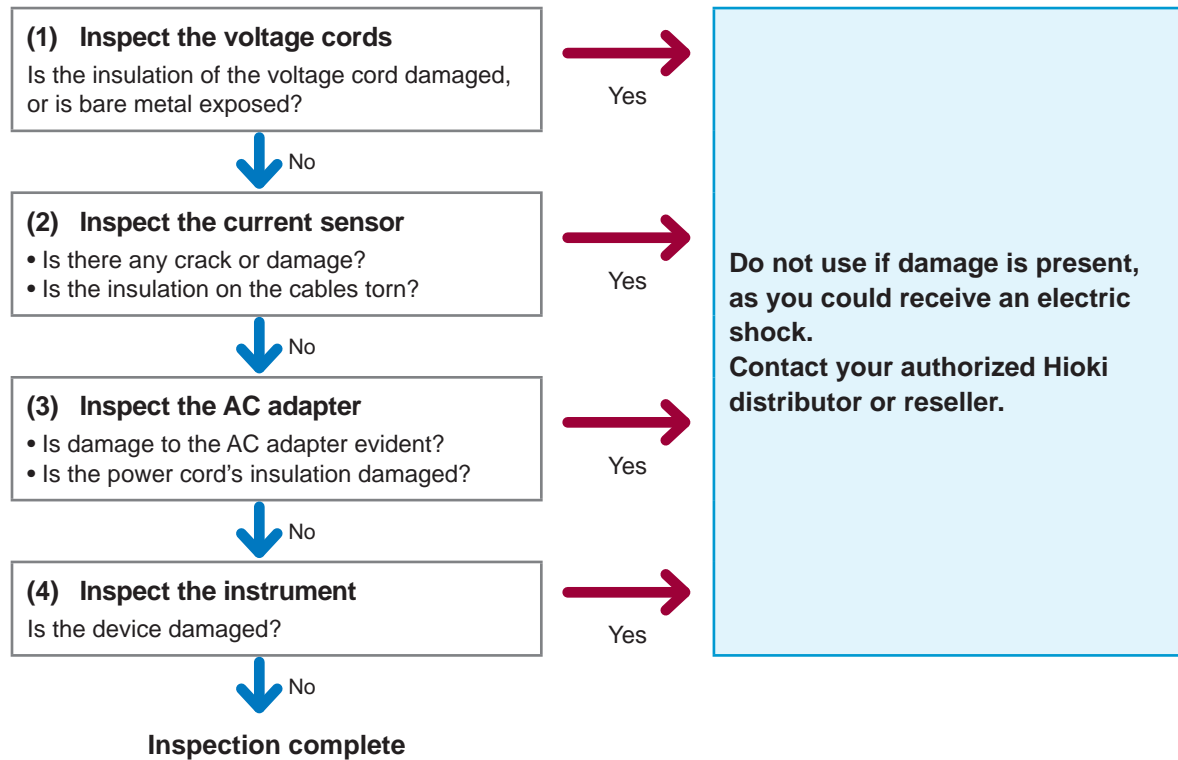 (1) Inspect the voltage cords
Is the insulation of the voltage cord damaged,
or is bare metal exposed?
Yes
No
(2) Inspect the current sensor
• Is there any crack or damage?
• Is the insulation on the cables torn?
Yes
No
(3) Inspect the AC adapter
• Is damage to the AC adapter evident?
• Is the power cord’s insulation damaged?
Yes
No
(4) Inspect the instrument
Is the device damaged?
Yes
No
Inspection complete
Do not use if damage is present,
as you could receive an electric
shock.
Contact your authorized Hioki
distributor or reseller.